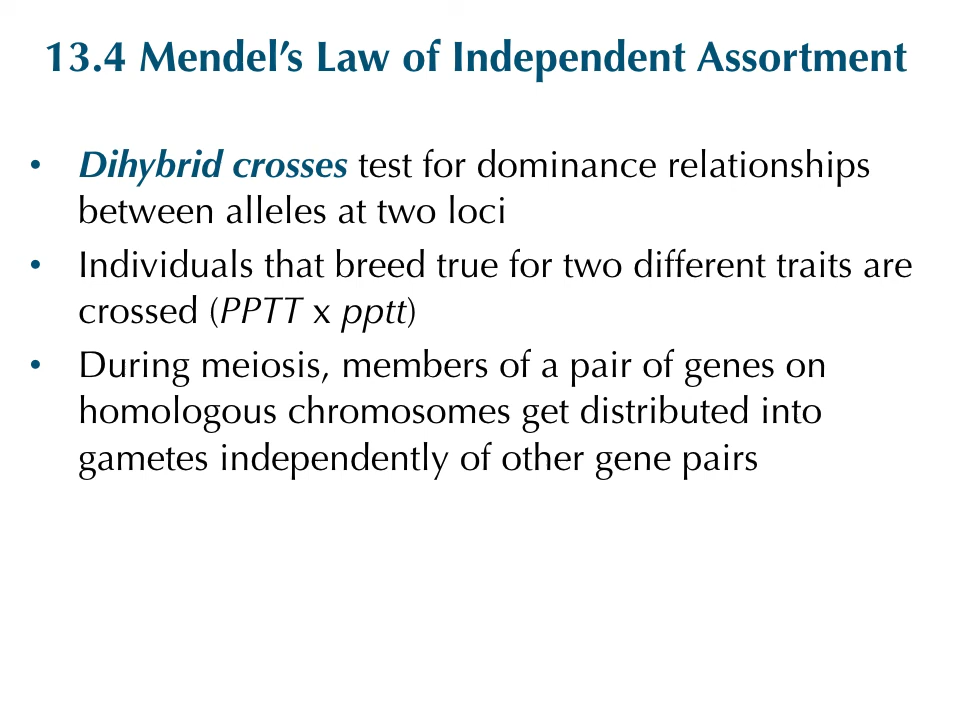 13.4 Mendel’s Law of Independent Assortment
• Dihybrid crosses test for dominance relationships
between alleles at two loci
• Individuals that breed true for two different traits are
crossed (PPTT x pptt)
• During meiosis, members of a pair of genes on
homologous chromosomes get distributed into
gametes independently of other gene pairs